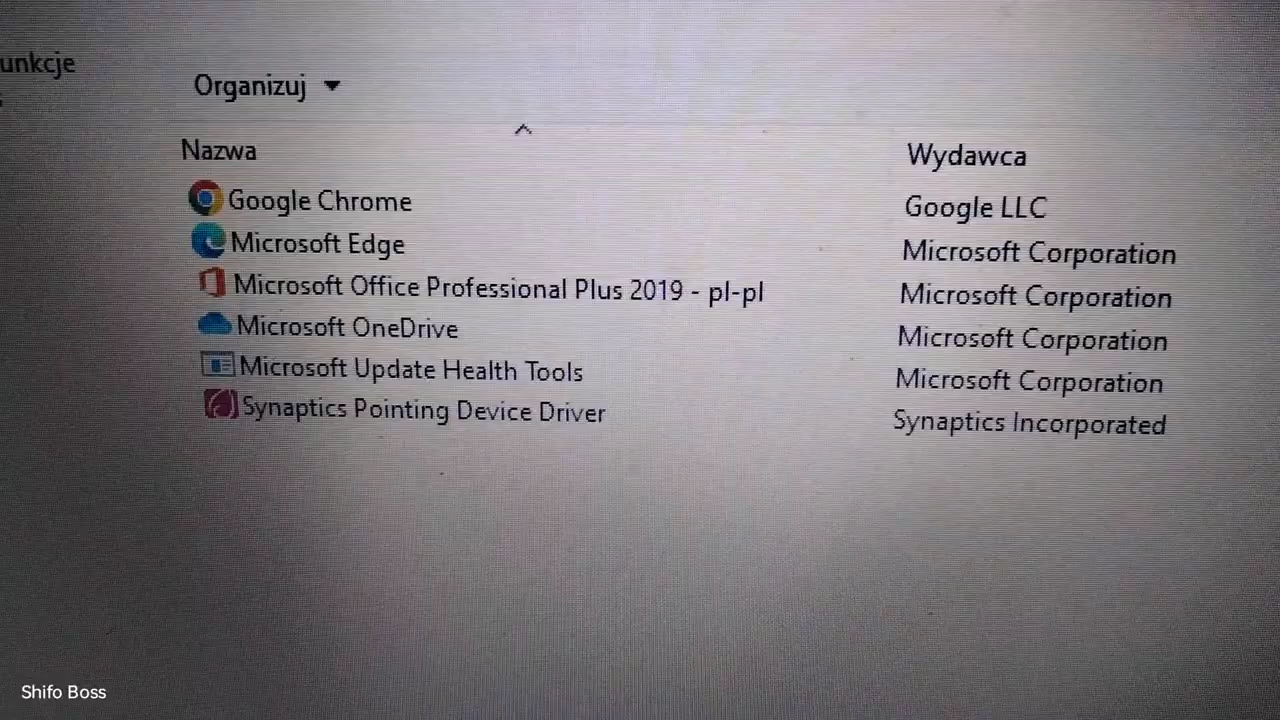 unkcje
Organizuj
Nazwa Wydawca
Google Chrome Google LLC
Microsoft Edge Microsoft Corporation
Microsoft Office Professional Plus 2019 - pl-pl Microsoft Corporation
Microsoft OneDrive Microsoft Corporation
Microsoft Update Health Tools Microsoft Corporation
Synaptics Pointing Device Driver Synaptics Incorporated
Shifo Boss